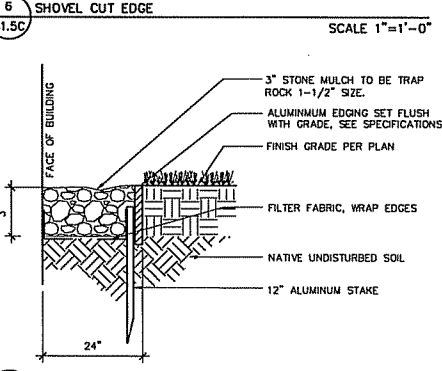 6 SHOVEL CUT EDGE
1.5C
SCALE 1"=1'-0"
3" STONE MULCH TO BE TRAP
ROCK 1-1/2" SIZE.
ALUMINMUM EDGING SET FLUSH
WITH GRADE, SEE SPECIFICATIONS
FINISH GRADE PER PLAN
FACE OF BUILDING
FILTER FABRIC, WRAP EDGES
NATIVE UNDISTURBED SOIL
12" ALUMINUM STAKE
24"